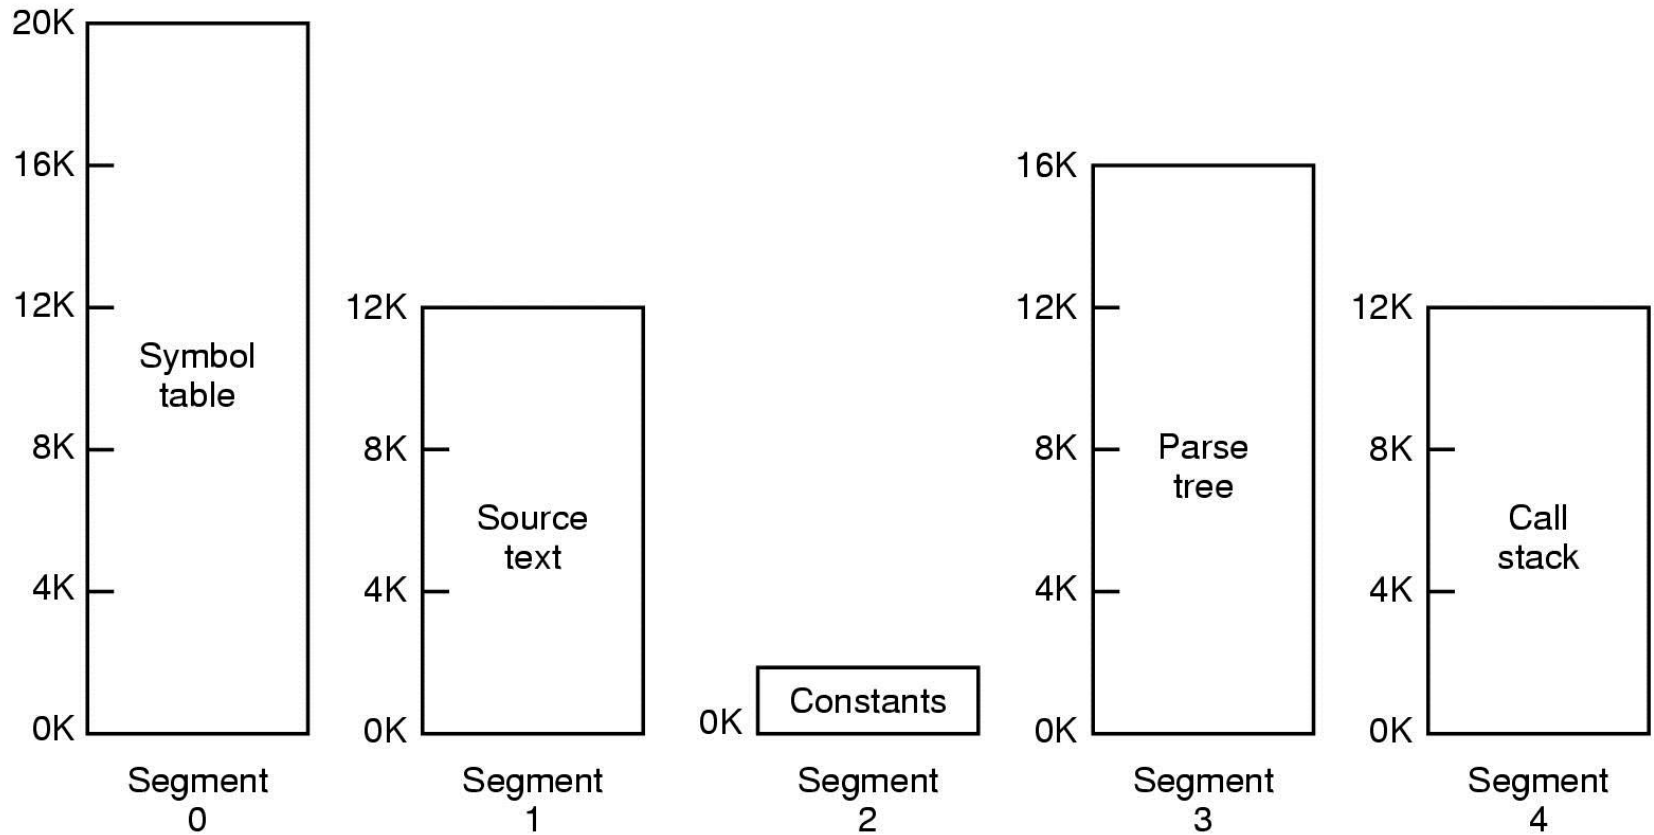 20K
16K
12K
8K
4K
0K
Symbol
table
Segment
0
12K
8K
4K
0K
Source
text
Segment
1
0K
Constants
Segment
2
16K
12K
8K
4K
0K
Parse
tree
Segment
3
12K
8K
4K
0K
Call
stack
Segment
4